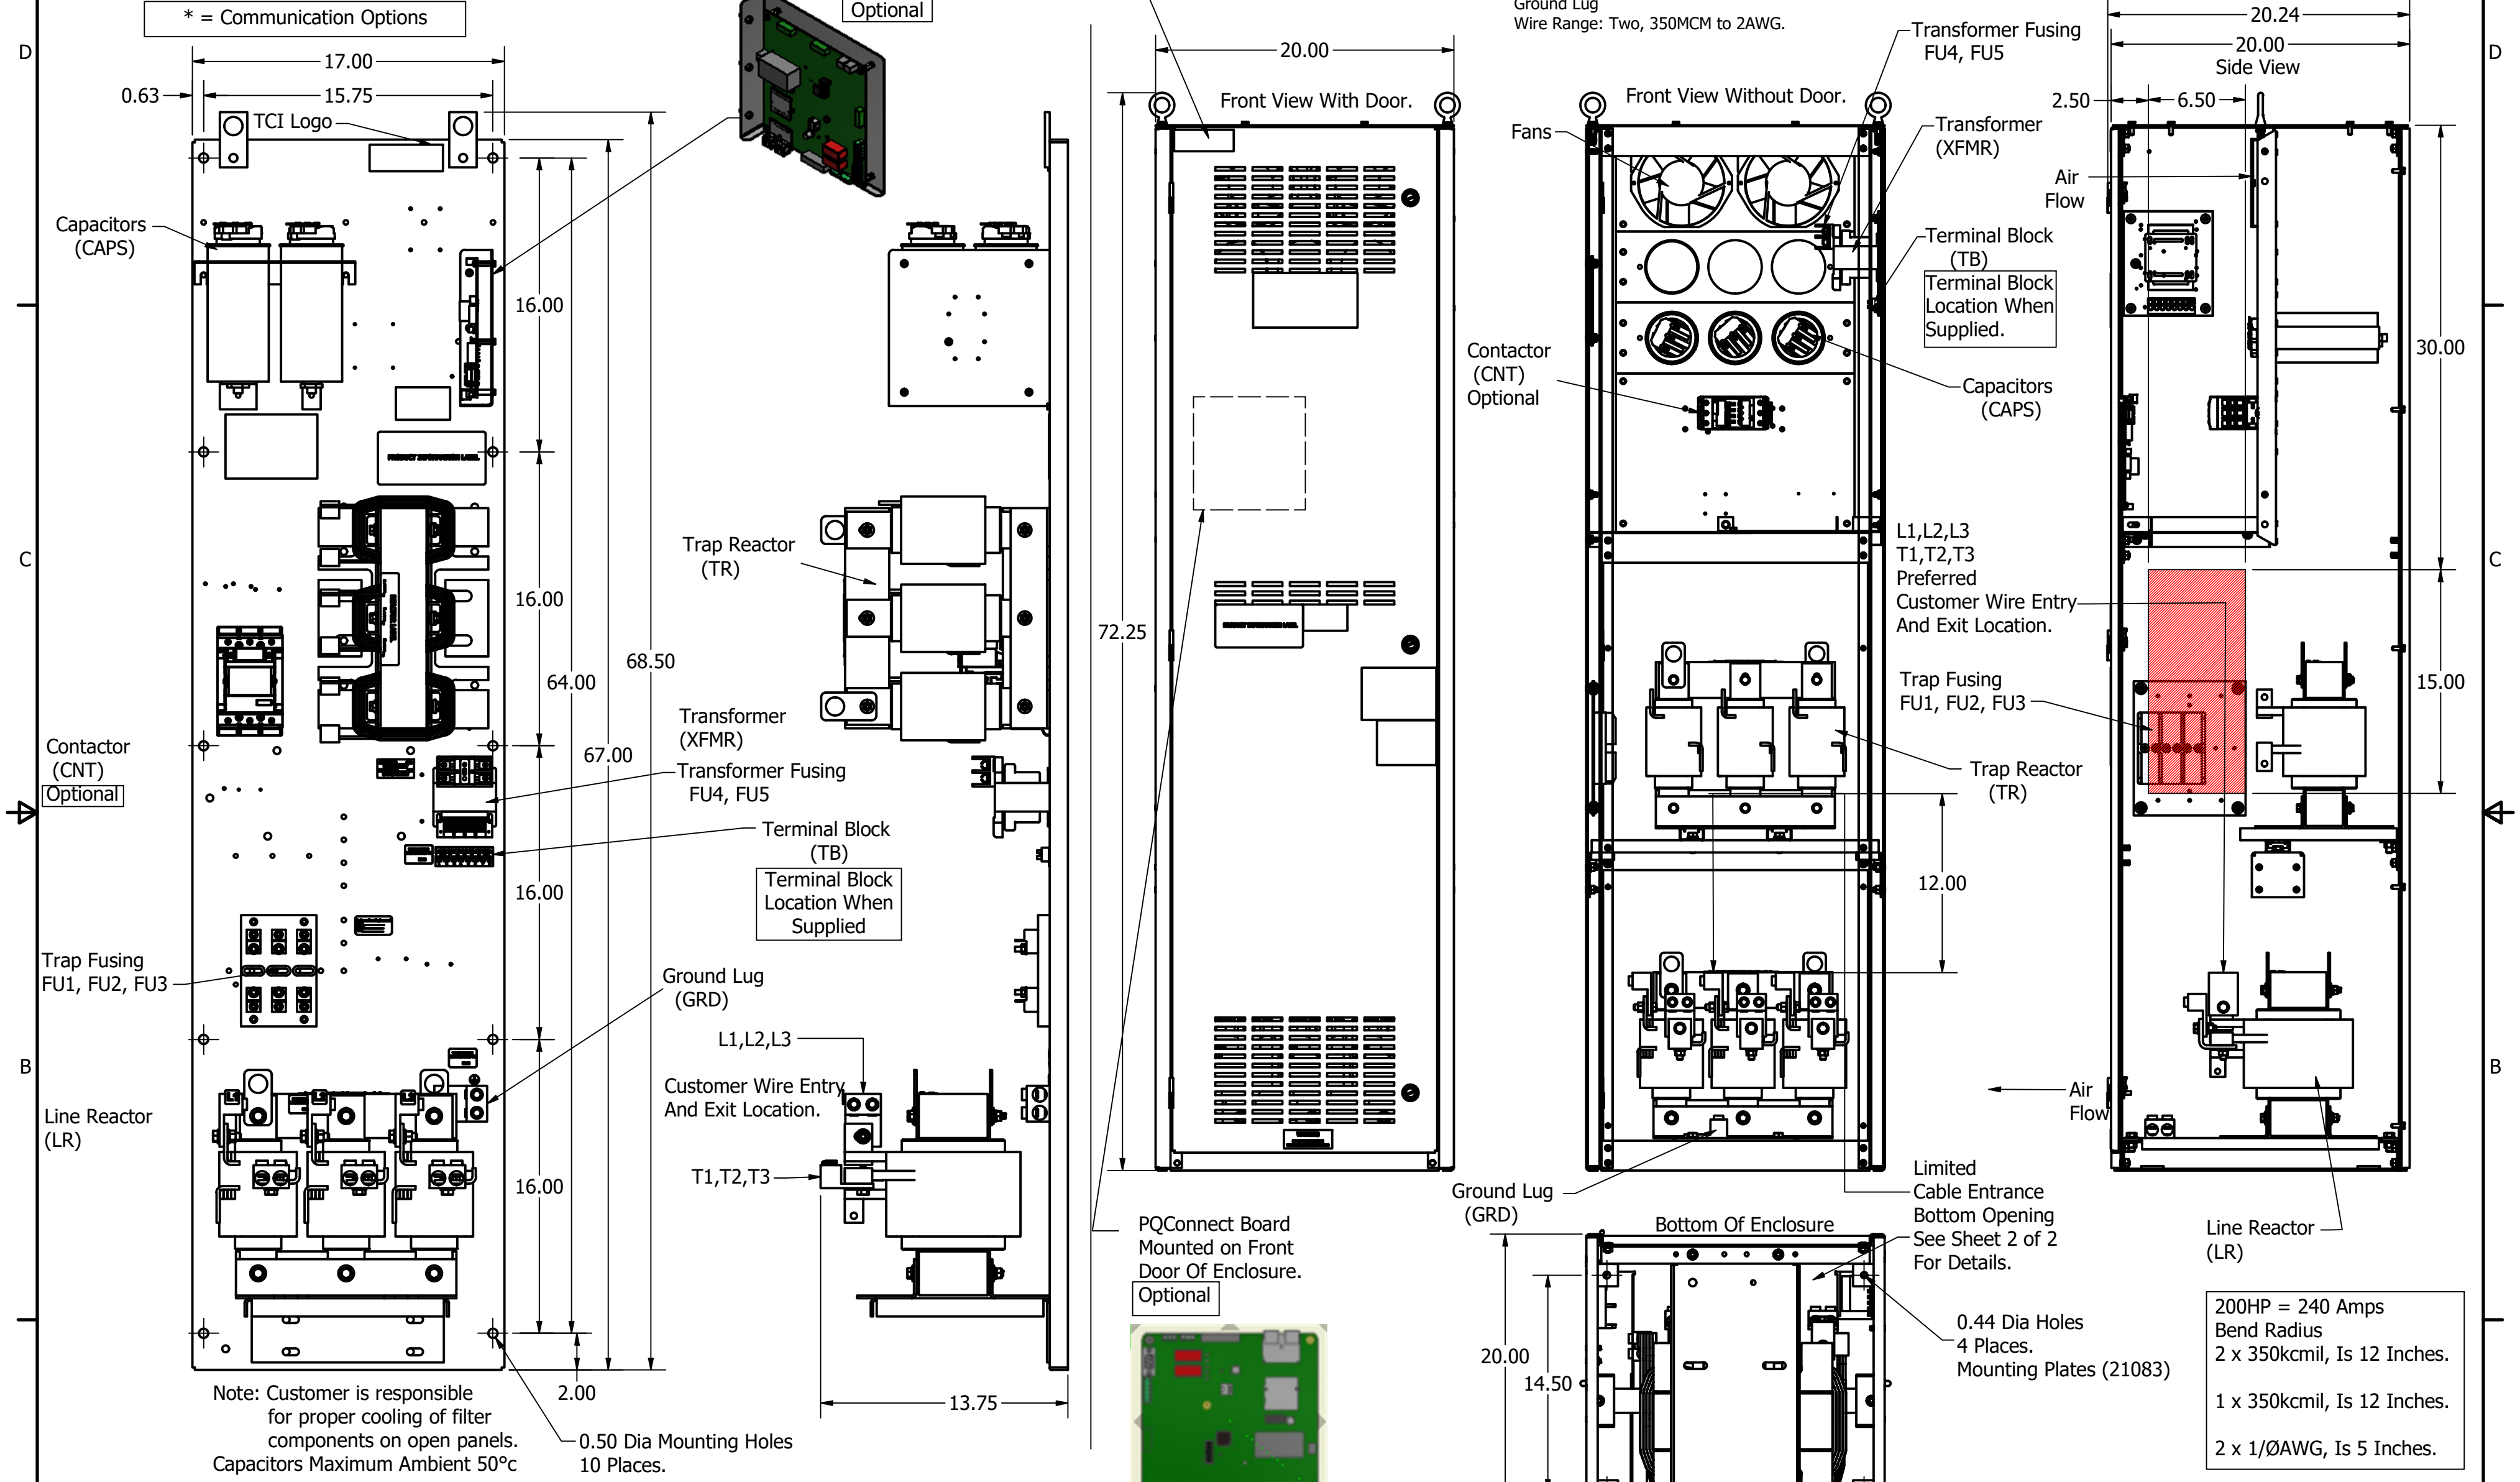 * = Communication Options
Optional
17.00
0.63
15.75
TCI Logo
Capacitors
(CAPS)
16.00
PRODUCT INFORMATION LABEL
16.00
68.50
64.00
67.00
Contactor
(CNT)
Optional
Trap Reactor
(TR)
Transformer
(XFMR)
Transformer Fusing
FU4, FU5
Terminal Block
(TB)
Terminal Block
Location When
Supplied
16.00
Trap Fusing
FU1, FU2, FU3
Ground Lug
(GRD)
L1,L2,L3
Customer Wire Entry
And Exit Location.
Line Reactor
(LR)
T1,T2,T3
16.00
2.00
13.75
Note: Customer is responsible
for proper cooling of filter
components on open panels.
Capacitors Maximum Ambient 50°c
0.50 Dia Mounting Holes
10 Places.
20.00
Front View With Door.
72.25
PRODUCT INFORMATION LABEL
PQConnect Board
Mounted on Front
Door Of Enclosure.
Optional
Ground Lug
Wire Range: Two, 350MCM to 2AWG.
Transformer Fusing
FU4, FU5
Front View Without Door.
Fans
Transformer
(XFMR)
Terminal Block
(TB)
Terminal Block
Location When
Supplied.
Contactor
(CNT)
Optional
Capacitors
(CAPS)
L1,L2,L3
T1,T2,T3
Preferred
Customer Wire Entry
And Exit Location.
Trap Fusing
FU1, FU2, FU3
Trap Reactor
(TR)
12.00
Ground Lug
(GRD)
Limited
Cable Entrance
Bottom Opening
See Sheet 2 of 2
For Details.
Bottom Of Enclosure
20.00
14.50
0.44 Dia Holes
4 Places.
Mounting Plates (21083)
20.24
20.00
Side View
2.50
6.50
Air
Flow
30.00
15.00
Air
Flow
Line Reactor
(LR)
200HP = 240 Amps
Bend Radius
2 x 350kcmil, Is 12 Inches.
1 x 350kcmil, Is 12 Inches.
2 x 1/ØAWG, Is 5 Inches.
D
C
B
D
C
B